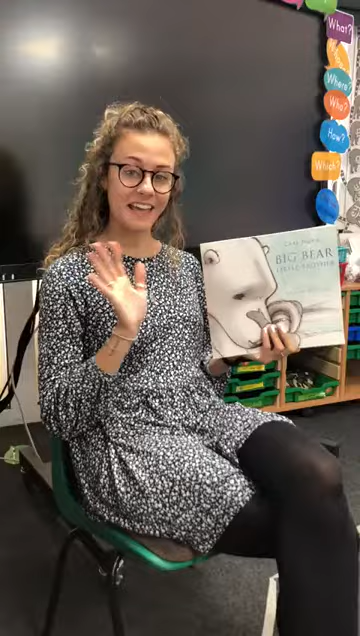 What?
Where?
Who?
How?
Which?
BIG BEAR
LITTLE BROTHER